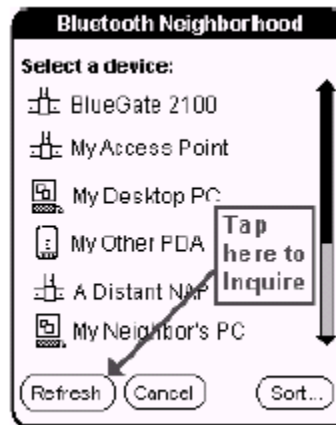 Bluetooth Neighborhood
Select a device:
BlueGate 2100
My Access Point
My Desktop PC
My Other PDA
A Distant NAP
My Neighbor's PC
Tap
here to
Inquire
Refresh
Cancel
Sort...